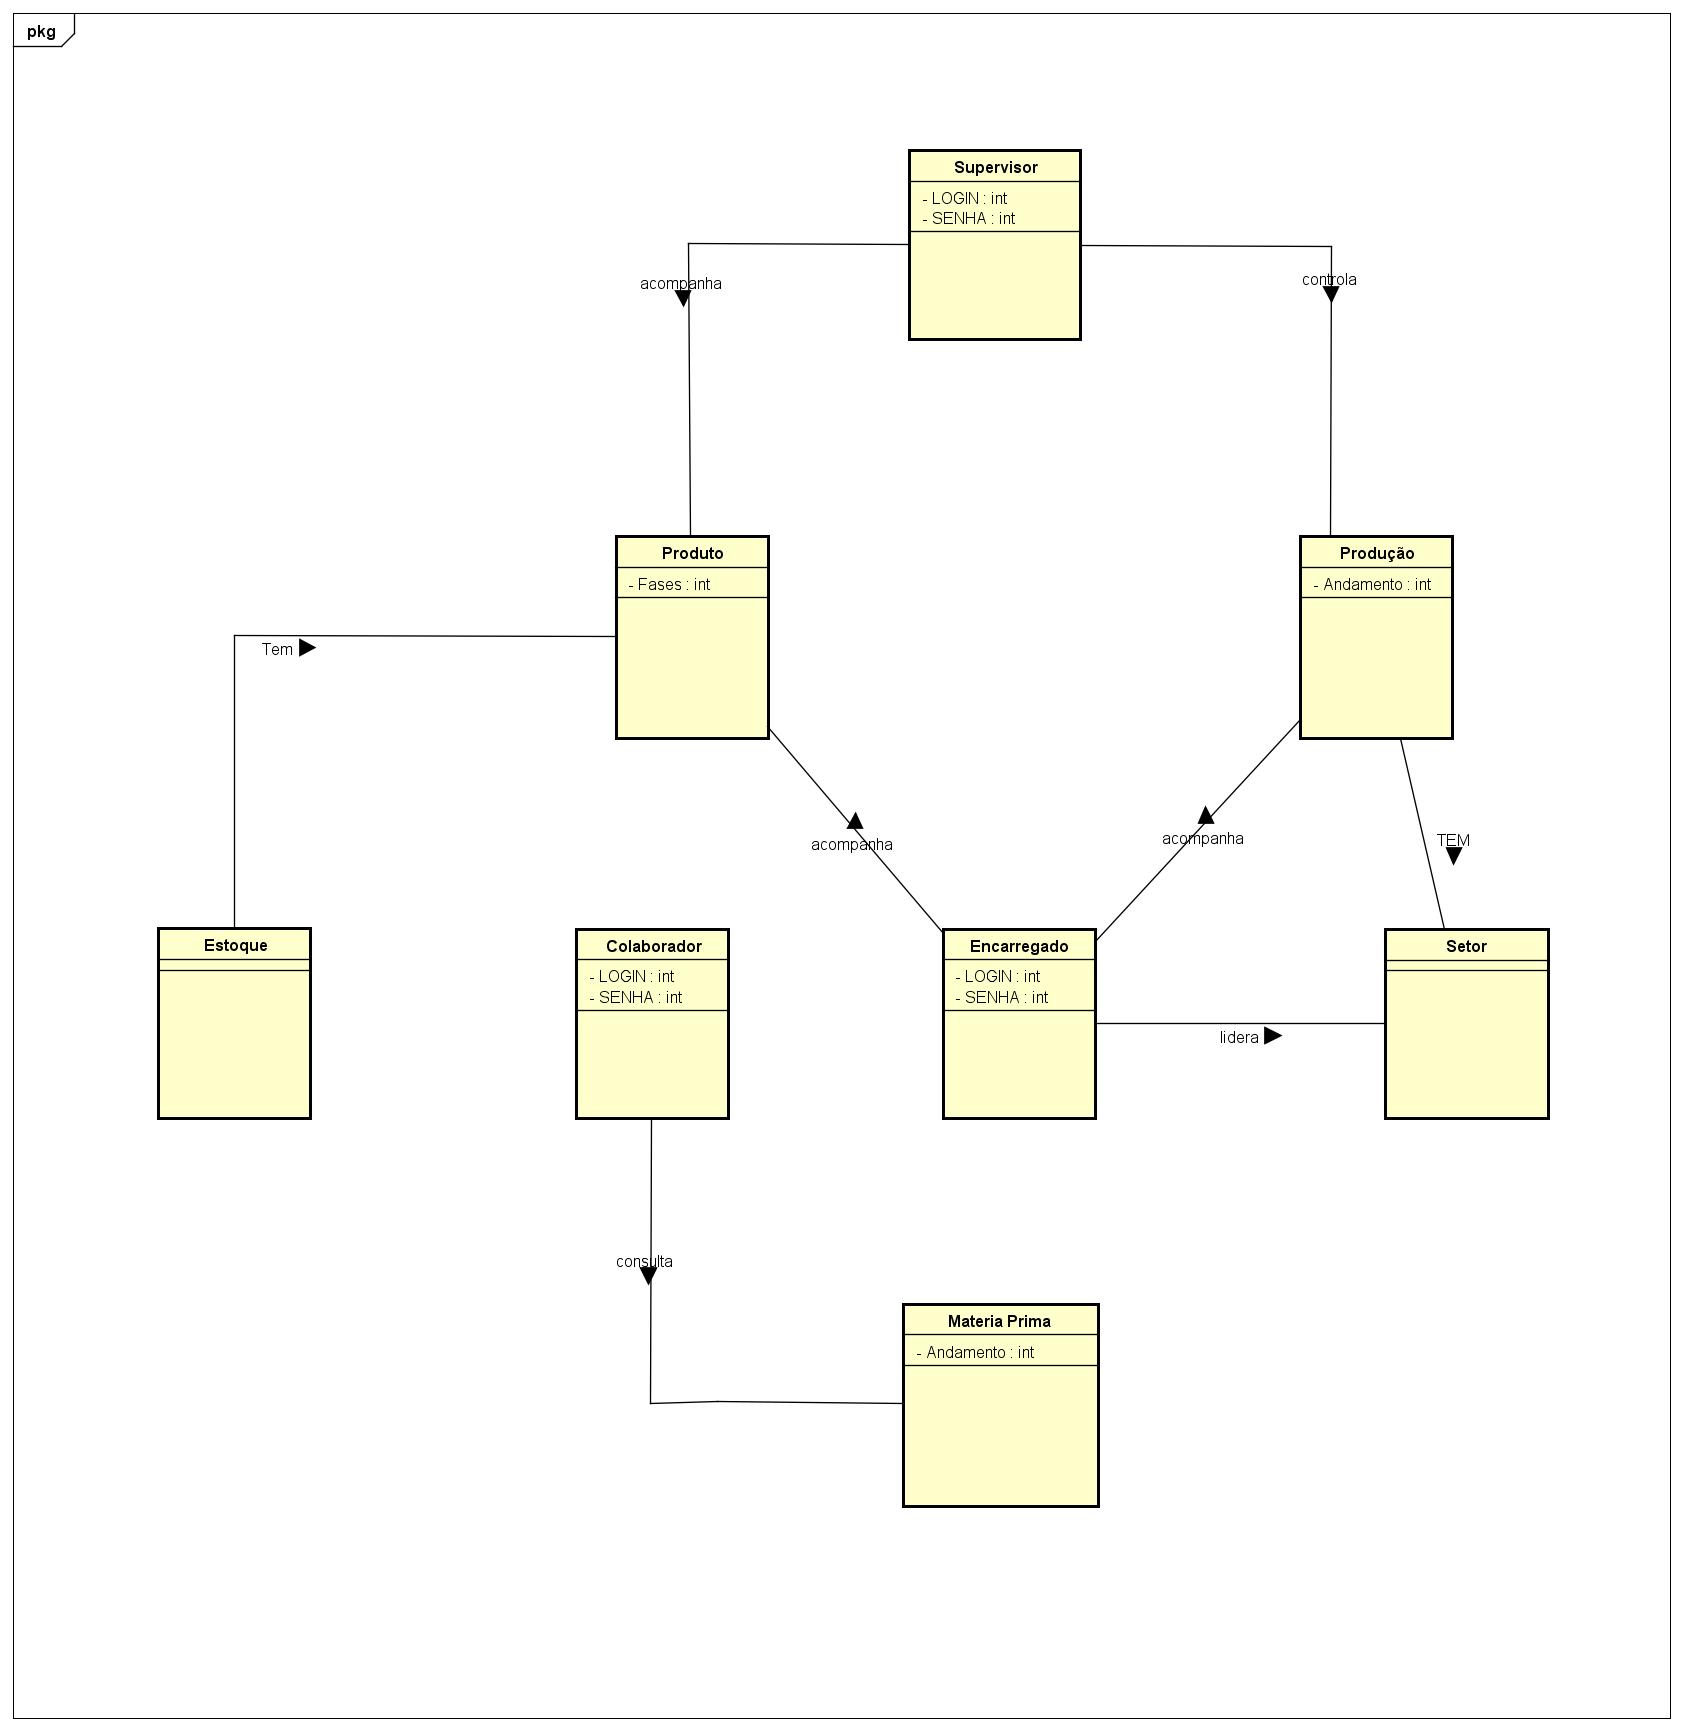 pkg
Supervisor
- LOGIN : int
- SENHA : int
acompanha
controla
Produto
- Fases : int
Produção
- Andamento : int
Tem
acompanha
acompanha
TEM
Estoque
Colaborador
- LOGIN : int
- SENHA : int
Encarregado
- LOGIN : int
- SENHA : int
Setor
lidera
consulta
Materia Prima
- Andamento : int